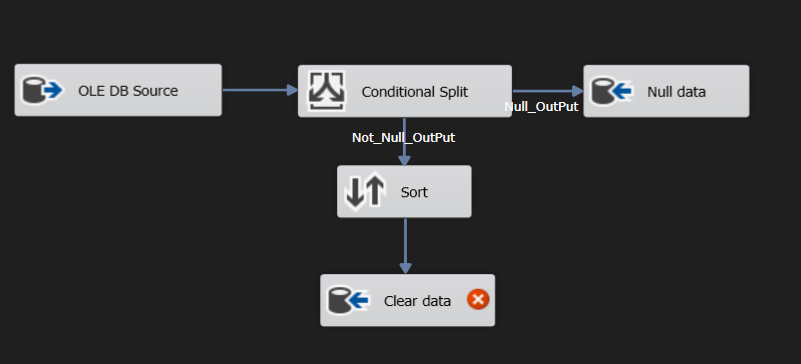 OLE DB Source
Conditional Split
Null_OutPut
Null data
Not_Null_OutPut
Sort
Clear data